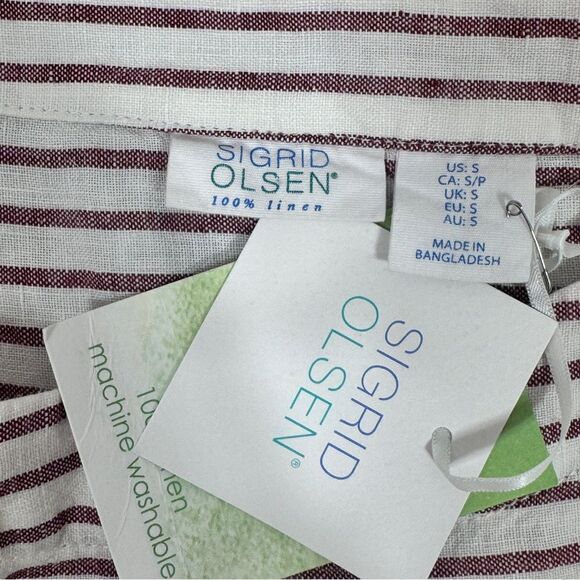 SIGRID
OLSEN®
100% linen
US: S
CA: S/P
UK: S
EU: S
AU: S
MADE IN
BANGLADESH
SIGRID
OLSEN®
machine washable